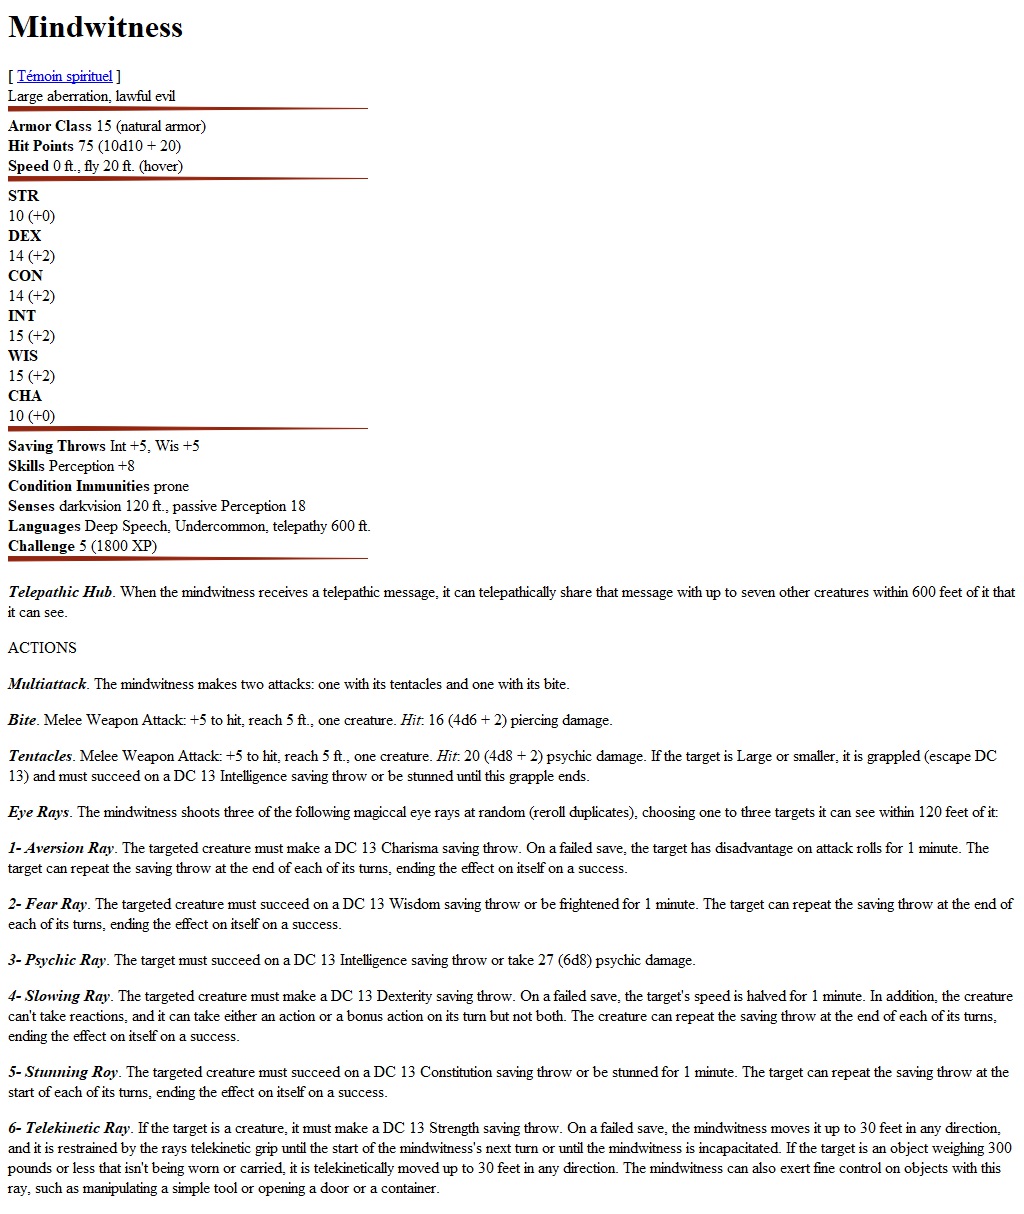 Mindwitness
[ Témoin spirituel ]
Large aberration, lawful evil
Armor Class 15 (natural armor)
Hit Points 75 (10d10 + 20)
Speed 0 ft., fly 20 ft. (hover)
STR
10 (+0)
DEX
14 (+2)
CON
14 (+2)
INT
15 (+2)
WIS
15 (+2)
CHA
10 (+0)
Saving Throws Int +5, Wis +5
Skills Perception +8
Condition Immunities prone
Senses darkvision 120 ft., passive Perception 18
Languages Deep Speech, Undercommon, telepathy 600 ft.
Challenge 5 (1800 XP)
Telepathic Hub. When the mindwitness receives a telepathic message, it can telepathically share that message with up to seven other creatures within 600 feet of it that
it can see.
ACTIONS
Multiattack. The mindwitness makes two attacks: one with its tentacles and one with its bite.
Bite. Melee Weapon Attack: +5 to hit, reach 5 ft., one creature. Hit: 16 (4d6 + 2) piercing damage.
Tentacles. Melee Weapon Attack: +5 to hit, reach 5 ft., one creature. Hit: 20 (4d8 + 2) psychic damage. If the target is Large or smaller, it is grappled (escape DC
13) and must succeed on a DC 13 Intelligence saving throw or be stunned until this grapple ends.
Eye Rays. The mindwitness shoots three of the following magiccal eye rays at random (reroll duplicates), choosing one to three targets it can see within 120 feet of it:
1- Aversion Ray. The targeted creature must make a DC 13 Charisma saving throw. On a failed save, the target has disadvantage on attack rolls for 1 minute. The
target can repeat the saving throw at the end of each of its turns, ending the effect on itself on a success.
2- Fear Ray. The targeted creature must succeed on a DC 13 Wisdom saving throw or be frightened for 1 minute. The target can repeat the saving throw at the end of
each of its turns, ending the effect on itself on a success.
3- Psychic Ray. The target must succeed on a DC 13 Intelligence saving throw or take 27 (6d8) psychic damage.
4- Slowing Ray. The targeted creature must make a DC 13 Dexterity saving throw. On a failed save, the target's speed is halved for 1 minute. In addition, the creature
can't take reactions, and it can take either an action or a bonus action on its turn but not both. The creature can repeat the saving throw at the end of each of its turns,
ending the effect on itself on a success.
5- Stunning Roy. The targeted creature must succeed on a DC 13 Constitution saving throw or be stunned for 1 minute. The target can repeat the saving throw at the
start of each of its turns, ending the effect on itself on a success.
6- Telekinetic Ray. If the target is a creature, it must make a DC 13 Strength saving throw. On a failed save, the mindwitness moves it up to 30 feet in any direction,
and it is restrained by the rays telekinetic grip until the start of the mindwitness's next turn or until the mindwitness is incapacitated. If the target is an object weighing 300
pounds or less that isn't being worn or carried, it is telekinetically moved up to 30 feet in any direction. The mindwitness can also exert fine control on objects with this
ray, such as manipulating a simple tool or opening a door or a container.